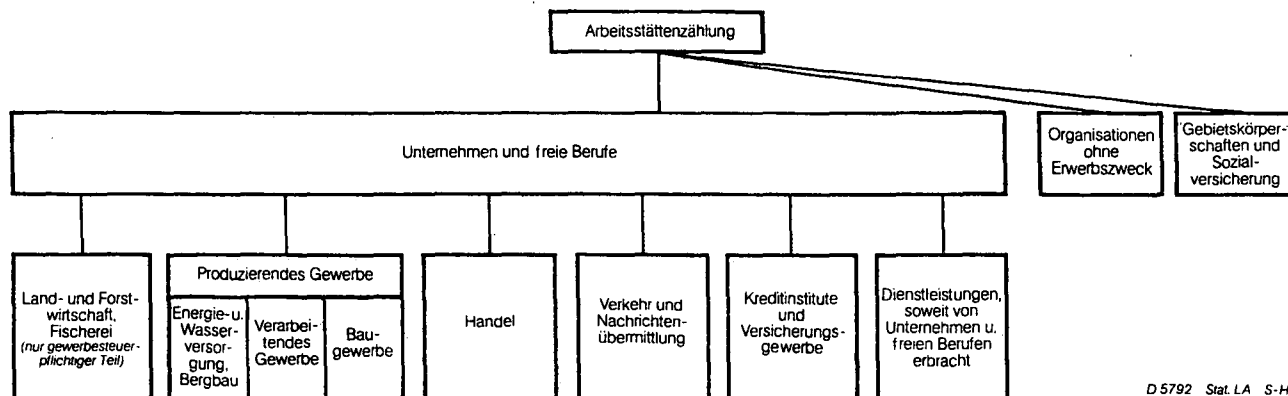 Arbeitsstättenzählung
Unternehmen und freie Berufe
Organisationen
ohne
Erwerbszweck
Gebietskörper-
schaften und
Sozial-
versicherung
Land- und Forst-
wirtschaft,
Fischerei
(nur gewerbesteuer-
pflichtiger Teil)
Produzierendes Gewerbe
Energie- u.
Wasser-
versor-
gung,
Bergbau
Verarbei-
tendes
Gewerbe
Bau-
gewerbe
Handel
Verkehr und
Nachrichten-
übermittlung
Kreditinstitute
und
Versicherungs-
gewerbe
Dienstleistungen,
soweit von
Unternehmen u.
freien Berufen
erbracht
D 5792 Stat. LA S-H